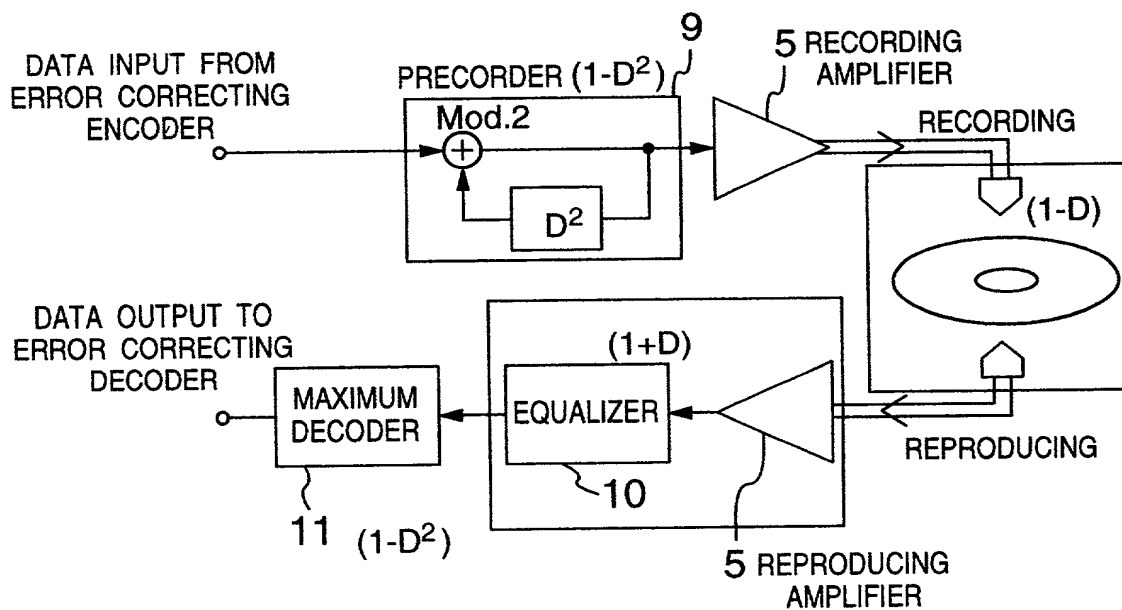 DATA INPUT FROM
ERROR CORRECTING
ENCODER
PRECORDER (1-D²)
9
Mod.2
+
D²
5 RECORDING
AMPLIFIER
RECORDING
(1-D)
DATA OUTPUT TO
ERROR CORRECTING
DECODER
MAXIMUM
DECODER
11
(1-D²)
(1+D)
EQUALIZER
10
5 REPRODUCING
AMPLIFIER
REPRODUCING